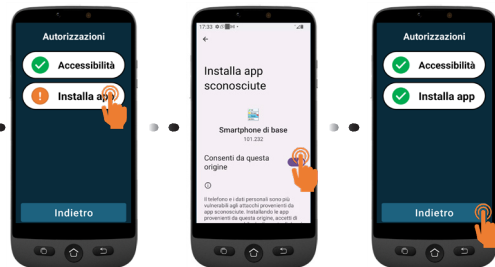 Autorizzazioni
Accessibilità
Installa app
Indietro
17:33
Installa app
sconosciute
Smartphone di base
101.232
Consenti da questa
origine
Il telefono e i dati personali sono più
vulnerabili agli attacchi provenienti da
app sconosciute. Installando le app
provenienti da questa origine, accetti di
Autorizzazioni
Accessibilità
Installa app
Indietro